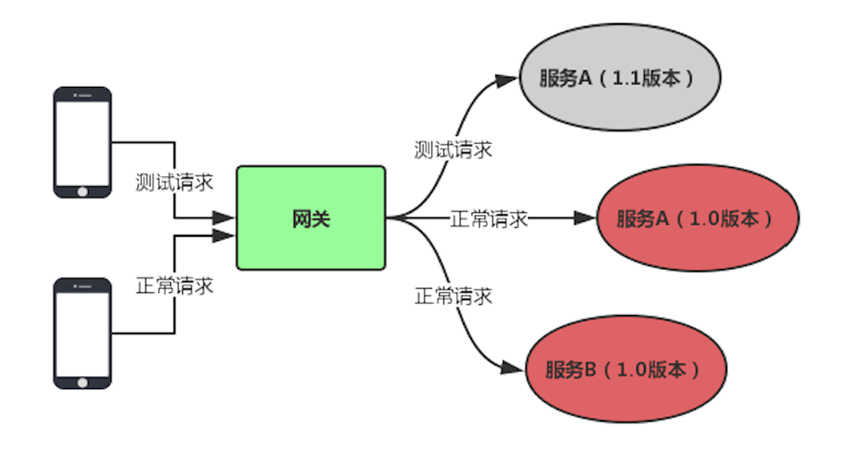 服务A（1.1版本）
测试请求
测试请求
网关
正常请求
服务A（1.0版本）
正常请求
正常请求
服务B（1.0版本）